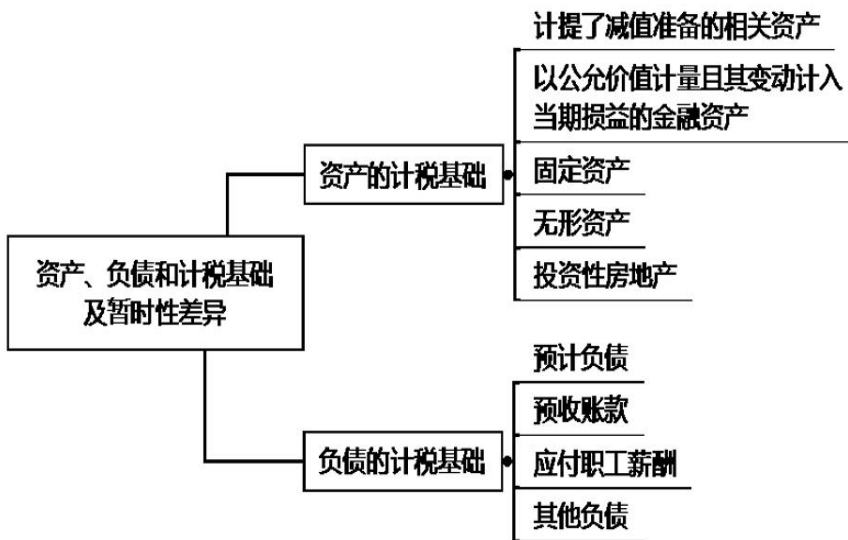 资产、负债和计税基础
及暂时性差异
资产的计税基础
计提了减值准备的相关资产
以公允价值计量且其变动计入
当期损益的金融资产
固定资产
无形资产
投资性房地产
负债的计税基础
预计负债
预收账款
应付职工薪酬
其他负债